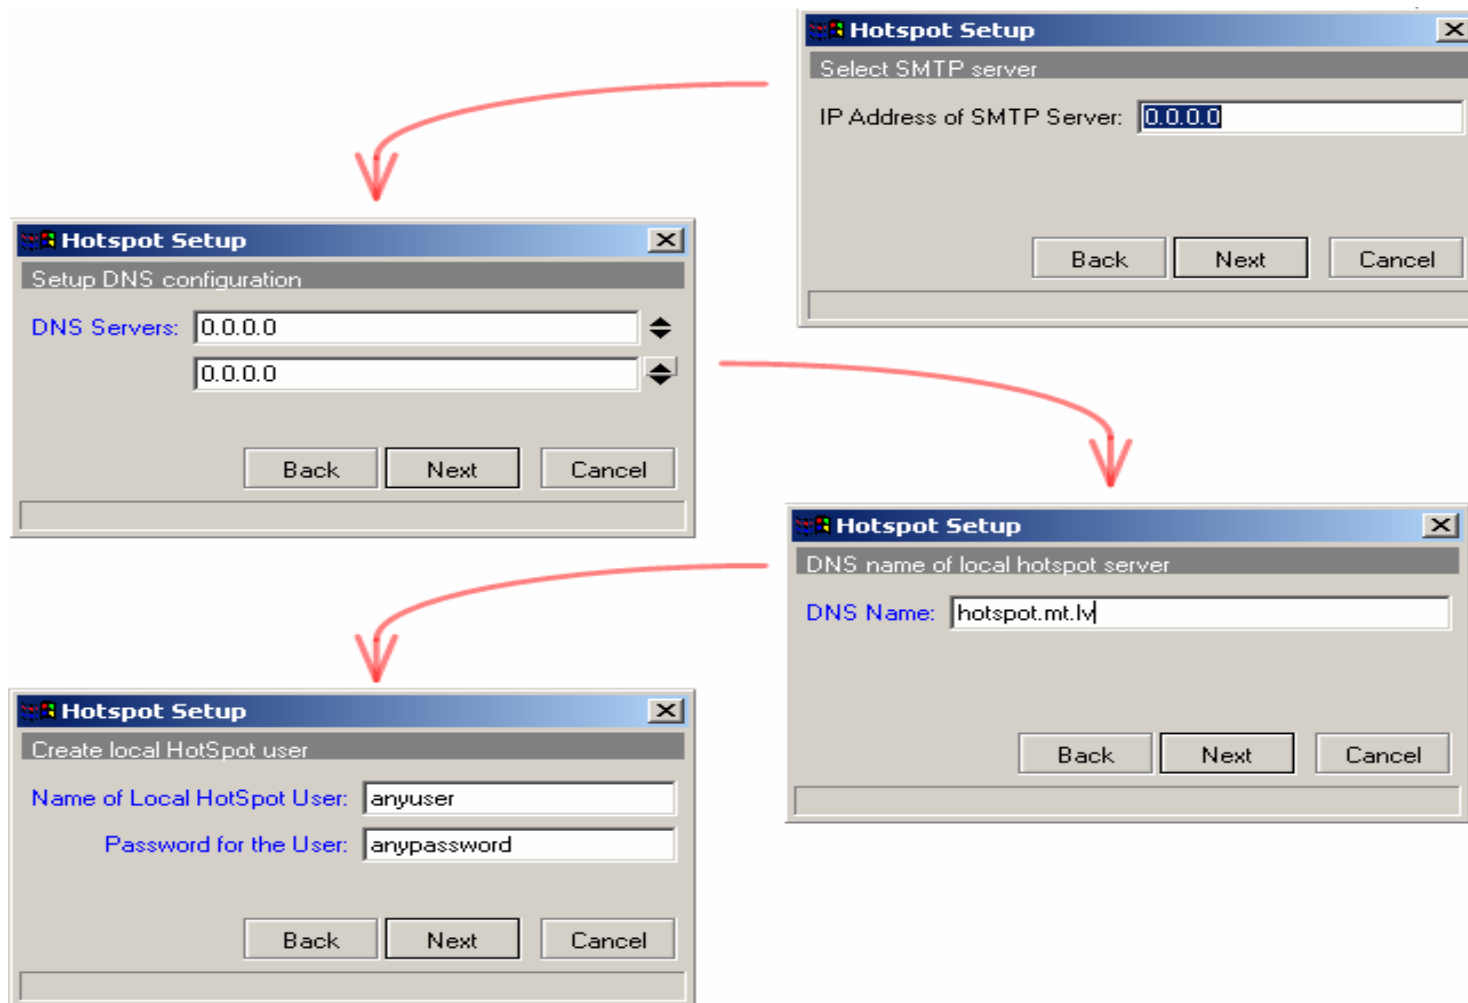 Hotspot Setup
Select SMTP server
IP Address of SMTP Server: 0.0.0.0
Back Next Cancel
Hotspot Setup
Setup DNS configuration
DNS Servers: 0.0.0.0
0.0.0.0
Back Next Cancel
Hotspot Setup
DNS name of local hotspot server
DNS Name: hotspot.mt.lv
Back Next Cancel
Hotspot Setup
Create local HotSpot user
Name of Local HotSpot User: anyuser
Password for the User: anypassword
Back Next Cancel